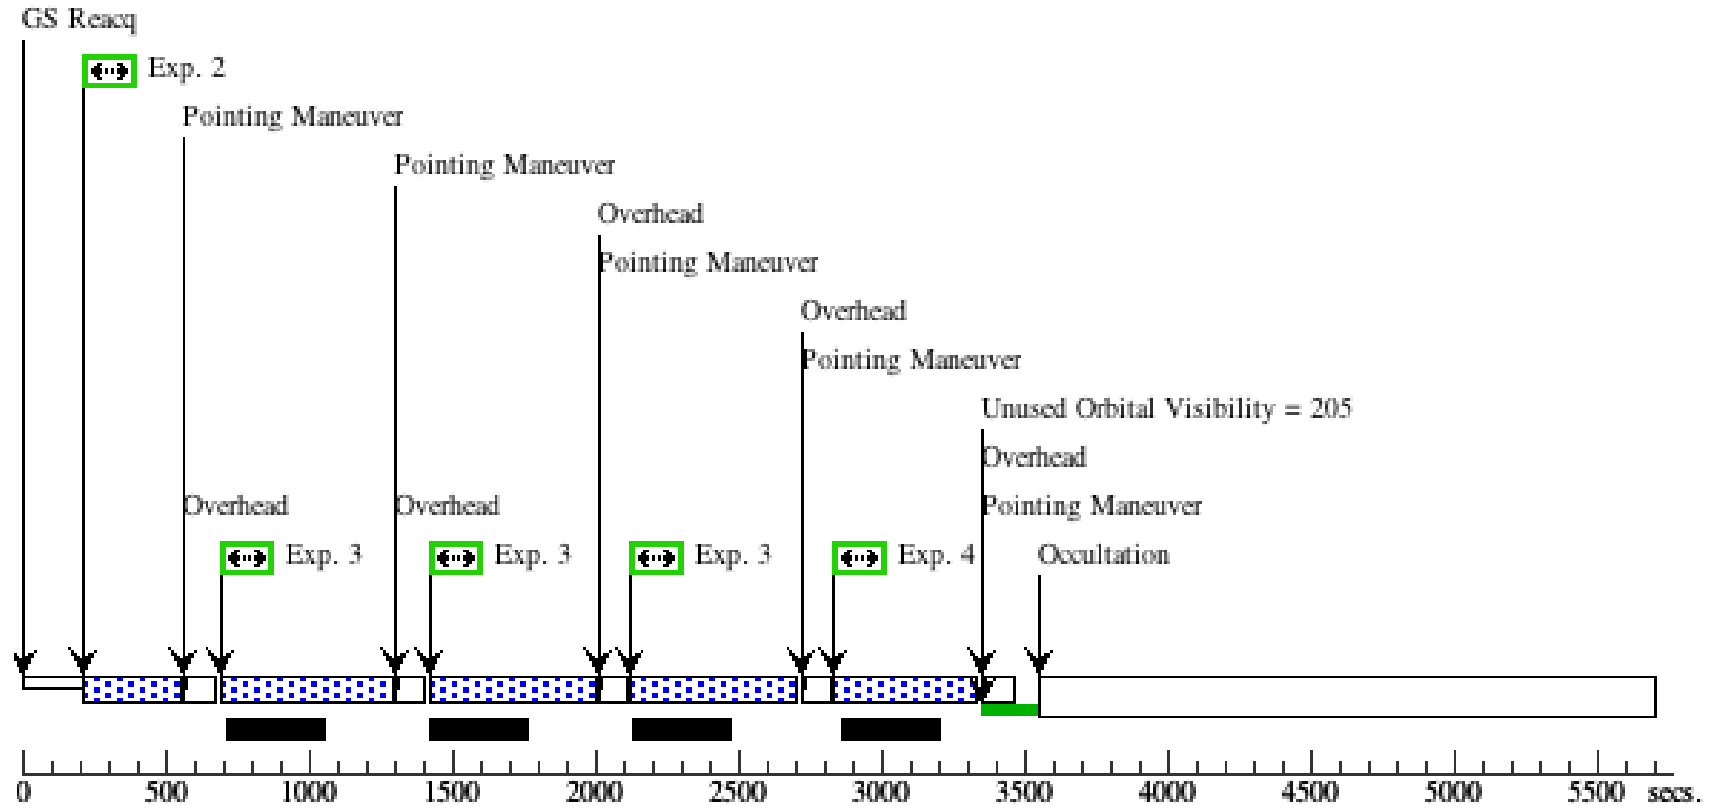 GS Reacq
Exp. 2
Pointing Maneuver
Pointing Maneuver
Overhead
Pointing Maneuver
Overhead
Pointing Maneuver
Unused Orbital Visibility = 205
Overhead
Overhead Overhead Pointing Maneuver
Exp. 3 Exp. 3 Exp. 3 Exp. 4 Occultation
0 500 1000 1500 2000 2500 3000 3500 4000 4500 5000 5500 secs.